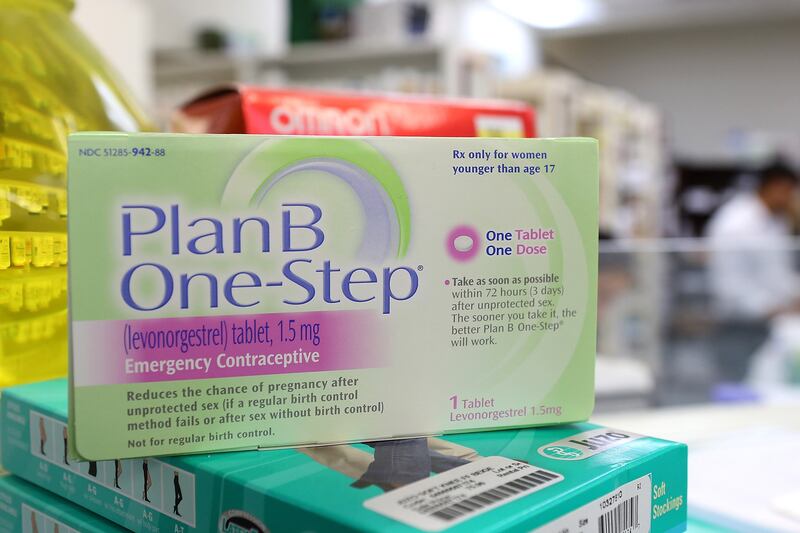 OMRON
NDC 51285-942-88
Rx only for women
younger than age 17
Plan B
One-Step®
(levonorgestrel) tablet, 1.5 mg
Emergency Contraceptive
Reduces the chance of pregnancy after
unprotected sex (if a regular birth control
method fails or after sex without birth control)
Not for regular birth control.
One Tablet
One Dose
• Take as soon as possible
within 72 hours (3 days)
after unprotected sex.
The sooner you take it, the
better Plan B One-Step®
will work.
1 Tablet
Levonorgestrel 1.5mg
A-G
A-G
A-G
A-G
A-G
JOBST
Soft
Stockings